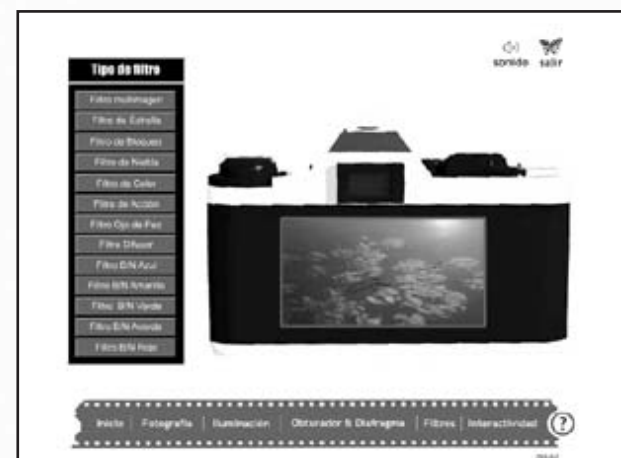 sonido salir
Tipo de filtro
Filtro multimagen
Filtro de Estrella
Filtro de Bloqueo
Filtro de Niebla
Filtro de Color
Filtro de Acción
Filtro Ojo de Pez
Filtro Difusor
Filtro B/N Azul
Filtro B/N Amarillo
Filtro B/N Verde
Filtro B/N
Filtro B/N Rojo
Inicio | Fotografía | Iluminación | Obturador & Diafragma | Filtros | Interactividad ?